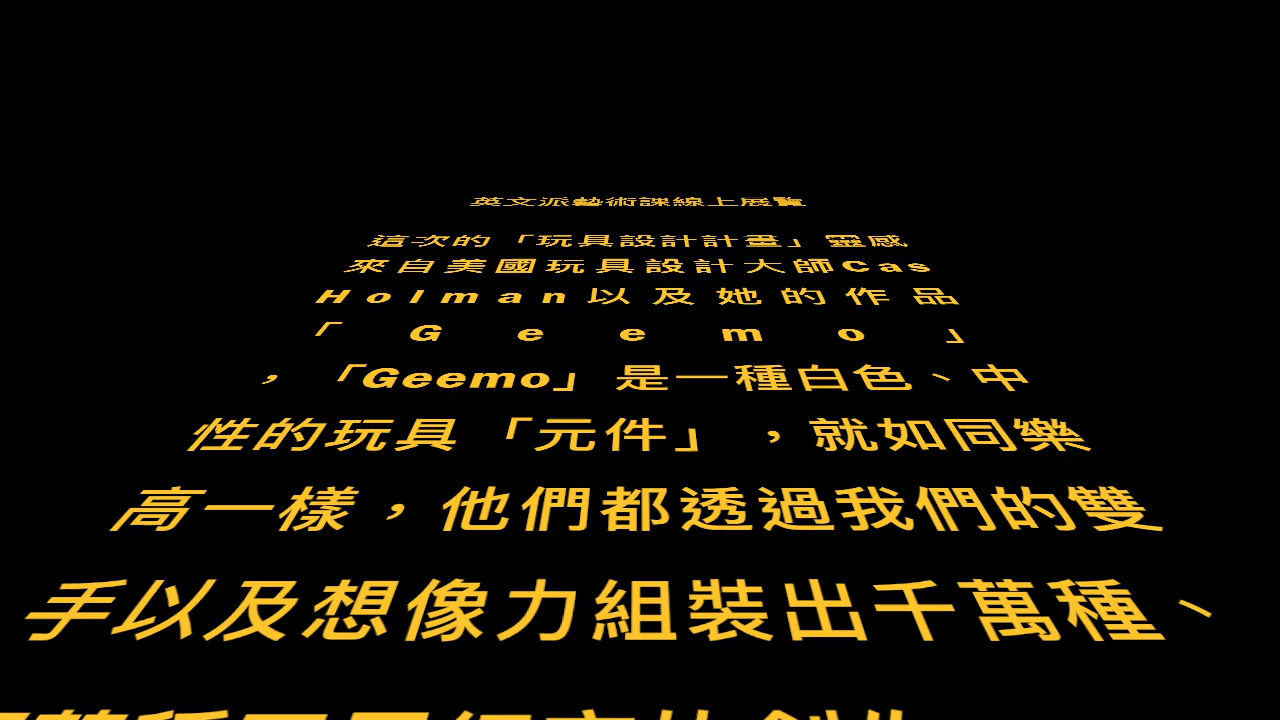 英文派藝術課線上展覽
這次的「玩具設計計畫」靈感
來自美國玩具設計大師Cas
Holman以及她的作品
「Geemo」
，「Geemo」是一種白色、中
性的玩具「元件」，就如同樂
高一樣，他們都透過我們的雙
手以及想像力組裝出千萬種、